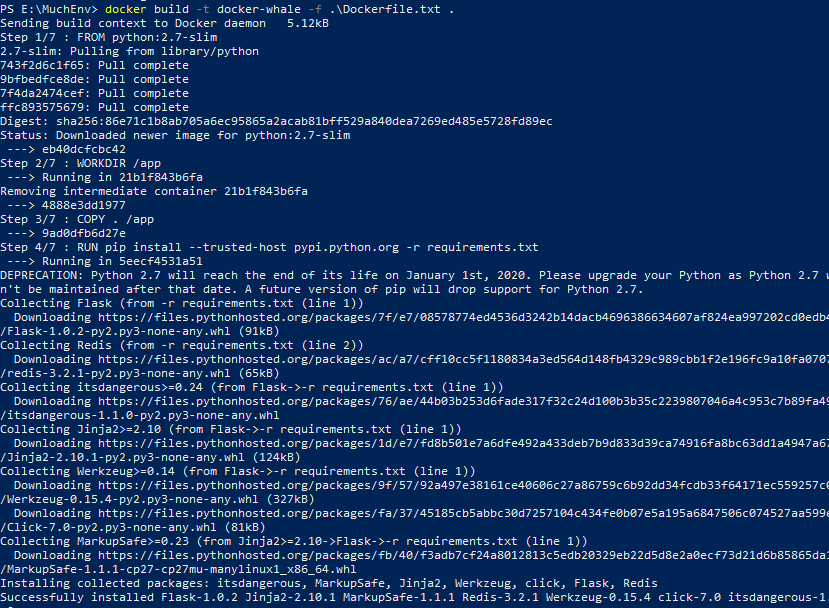 PS E:\MuchEnv> docker build -t docker-whale -f .\Dockerfile.txt .
Sending build context to Docker daemon   5.12kB
Step 1/7 : FROM python:2.7-slim
2.7-slim: Pulling from library/python
743f2d6c1f65: Pull complete
9bfbedfce8de: Pull complete
7f4da2474cef: Pull complete
ffc893575679: Pull complete
Digest: sha256:86e71c1b8ab705a6ec95865a2acab81bff529a840dea7269ed485e5728fd89ec
Status: Downloaded newer image for python:2.7-slim
 ---> eb40dcfcbc42
Step 2/7 : WORKDIR /app
 ---> Running in 21b1f843b6fa
Removing intermediate container 21b1f843b6fa
 ---> 4888e3dd1977
Step 3/7 : COPY . /app
 ---> 9ad0dfb6d27e
Step 4/7 : RUN pip install --trusted-host pypi.python.org -r requirements.txt
 ---> Running in 5eecf4531a51
DEPRECATION: Python 2.7 will reach the end of its life on January 1st, 2020. Please upgrade your Python as Python 2.7 w
n't be maintained after that date. A future version of pip will drop support for Python 2.7.
Collecting Flask (from -r requirements.txt (line 1))
  Downloading https://files.pythonhosted.org/packages/7f/e7/08578774ed4536d3242b14dacb4696386634607af824ea997202cd0edb4
/Flask-1.0.2-py2.py3-none-any.whl (91kB)
Collecting Redis (from -r requirements.txt (line 2))
  Downloading https://files.pythonhosted.org/packages/ac/a7/cff10cc5f1180834a3ed564d148fb4329c989cbb1f2e196fc9a10fa0707
/redis-3.2.1-py2.py3-none-any.whl (65kB)
Collecting itsdangerous>=0.24 (from Flask->-r requirements.txt (line 1))
  Downloading https://files.pythonhosted.org/packages/76/ae/44b03b253d6fade317f32c24d100b3b35c2239807046a4c953c7b89fa49
/itsdangerous-1.1.0-py2.py3-none-any.whl
Collecting Jinja2>=2.10 (from Flask->-r requirements.txt (line 1))
  Downloading https://files.pythonhosted.org/packages/1d/e7/fd8b501e7a6dfe492a433deb7b9d833d39ca74916fa8bc63dd1a4947a67
/Jinja2-2.10.1-py2.py3-none-any.whl (124kB)
Collecting Werkzeug>=0.14 (from Flask->-r requirements.txt (line 1))
  Downloading https://files.pythonhosted.org/packages/9f/57/92a497e38161ce40606c27a86759c6b92dd34fcdb33f64171ec559257c0
/Werkzeug-0.15.4-py2.py3-none-any.whl (327kB)
  Downloading https://files.pythonhosted.org/packages/fa/37/45185cb5abbc30d7257104c434fe0b07e5a195a6847506c074527aa599e
/Click-7.0-py2.py3-none-any.whl (81kB)
Collecting MarkupSafe>=0.23 (from Jinja2>=2.10->Flask->-r requirements.txt (line 1))
  Downloading https://files.pythonhosted.org/packages/fb/40/f3adb7cf24a8012813c5edb20329eb22d5d8e2a0ecf73d21d6b85865da1
/MarkupSafe-1.1.1-cp27-cp27mu-manylinux1_x86_64.whl
Installing collected packages: itsdangerous, MarkupSafe, Jinja2, Werkzeug, click, Flask, Redis
Successfully installed Flask-1.0.2 Jinja2-2.10.1 MarkupSafe-1.1.1 Redis-3.2.1 Werkzeug-0.15.4 click-7.0 itsdangerous-1